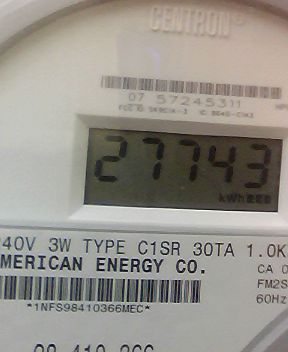 CENTRON®
07 57245311
27743
kWh
40V 3W TYPE C1SR 30TA 1.0K
MERICAN ENERGY CO.
CA 0
FM2S
60Hz
*1NFS98410366MEC*